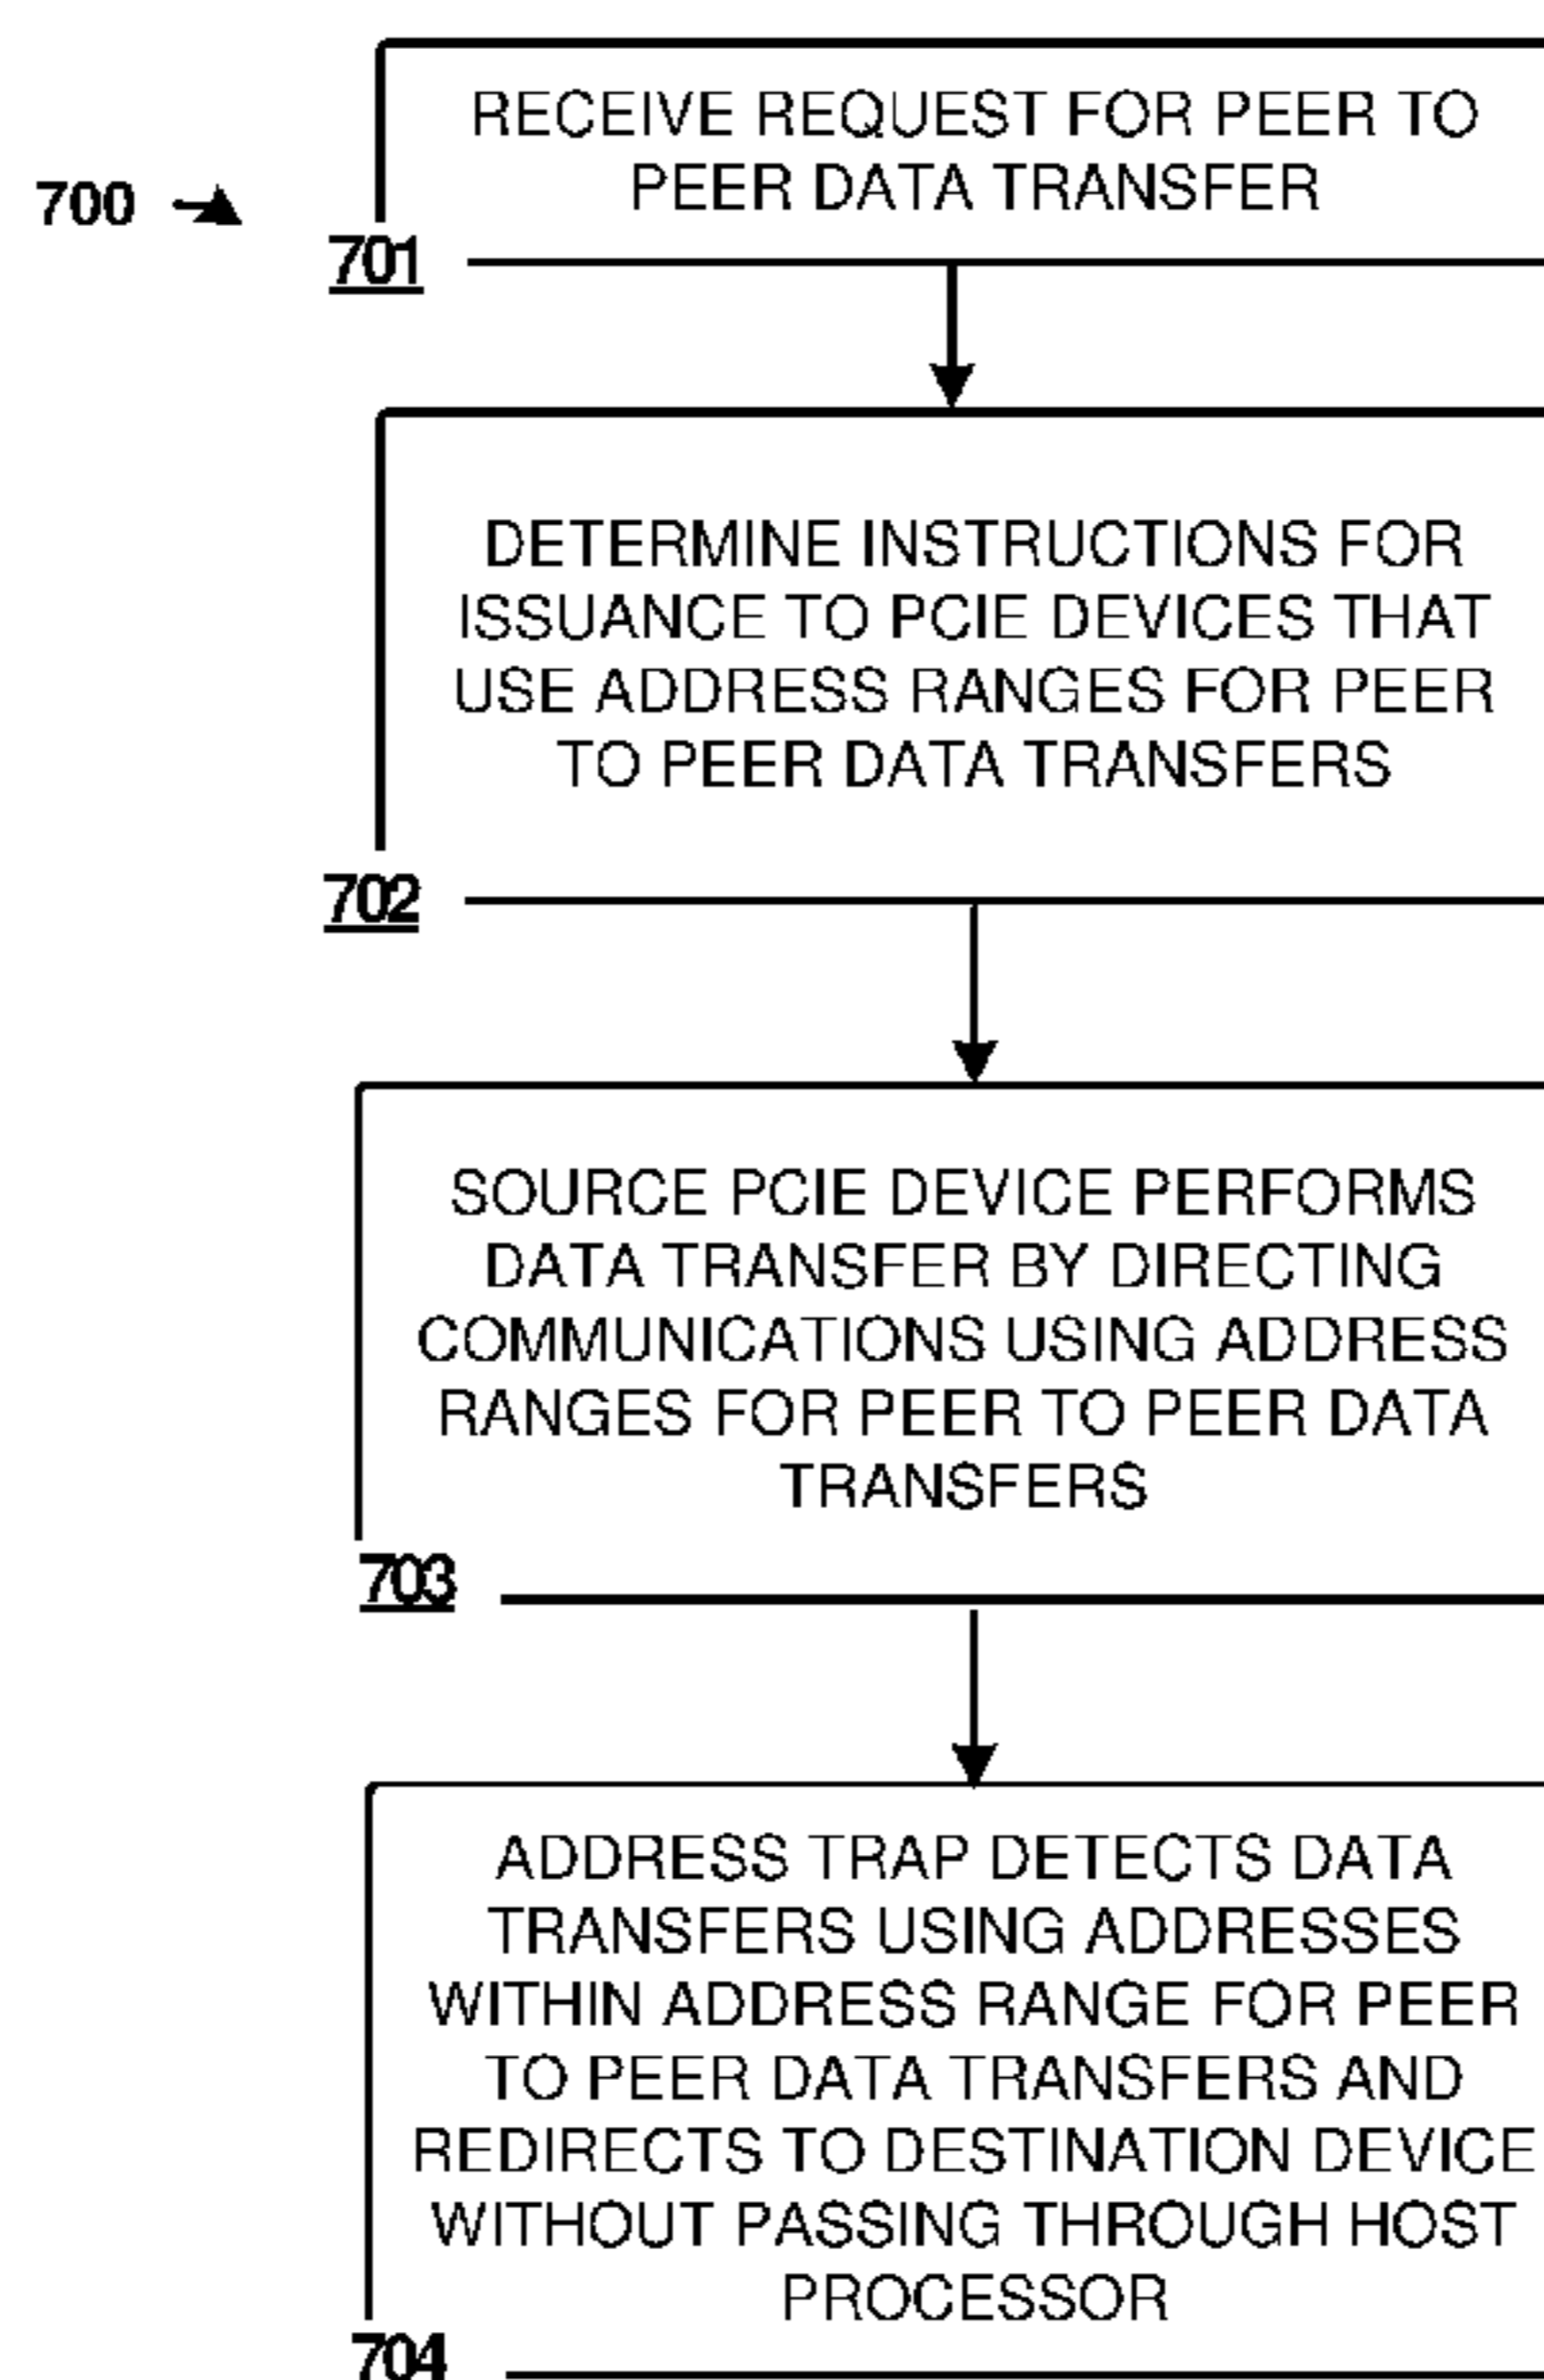 RECEIVE REQUEST FOR PEER TO
PEER DATA TRANSFER
700
701
DETERMINE INSTRUCTIONS FOR
ISSUANCE TO PCIE DEVICES THAT
USE ADDRESS RANGES FOR PEER
TO PEER DATA TRANSFERS
702
SOURCE PCIE DEVICE PERFORMS
DATA TRANSFER BY DIRECTING
COMMUNICATIONS USING ADDRESS
RANGES FOR PEER TO PEER DATA
TRANSFERS
703
ADDRESS TRAP DETECTS DATA
TRANSFERS USING ADDRESSES
WITHIN ADDRESS RANGE FOR PEER
TO PEER DATA TRANSFERS AND
REDIRECTS TO DESTINATION DEVICE
WITHOUT PASSING THROUGH HOST
PROCESSOR
704